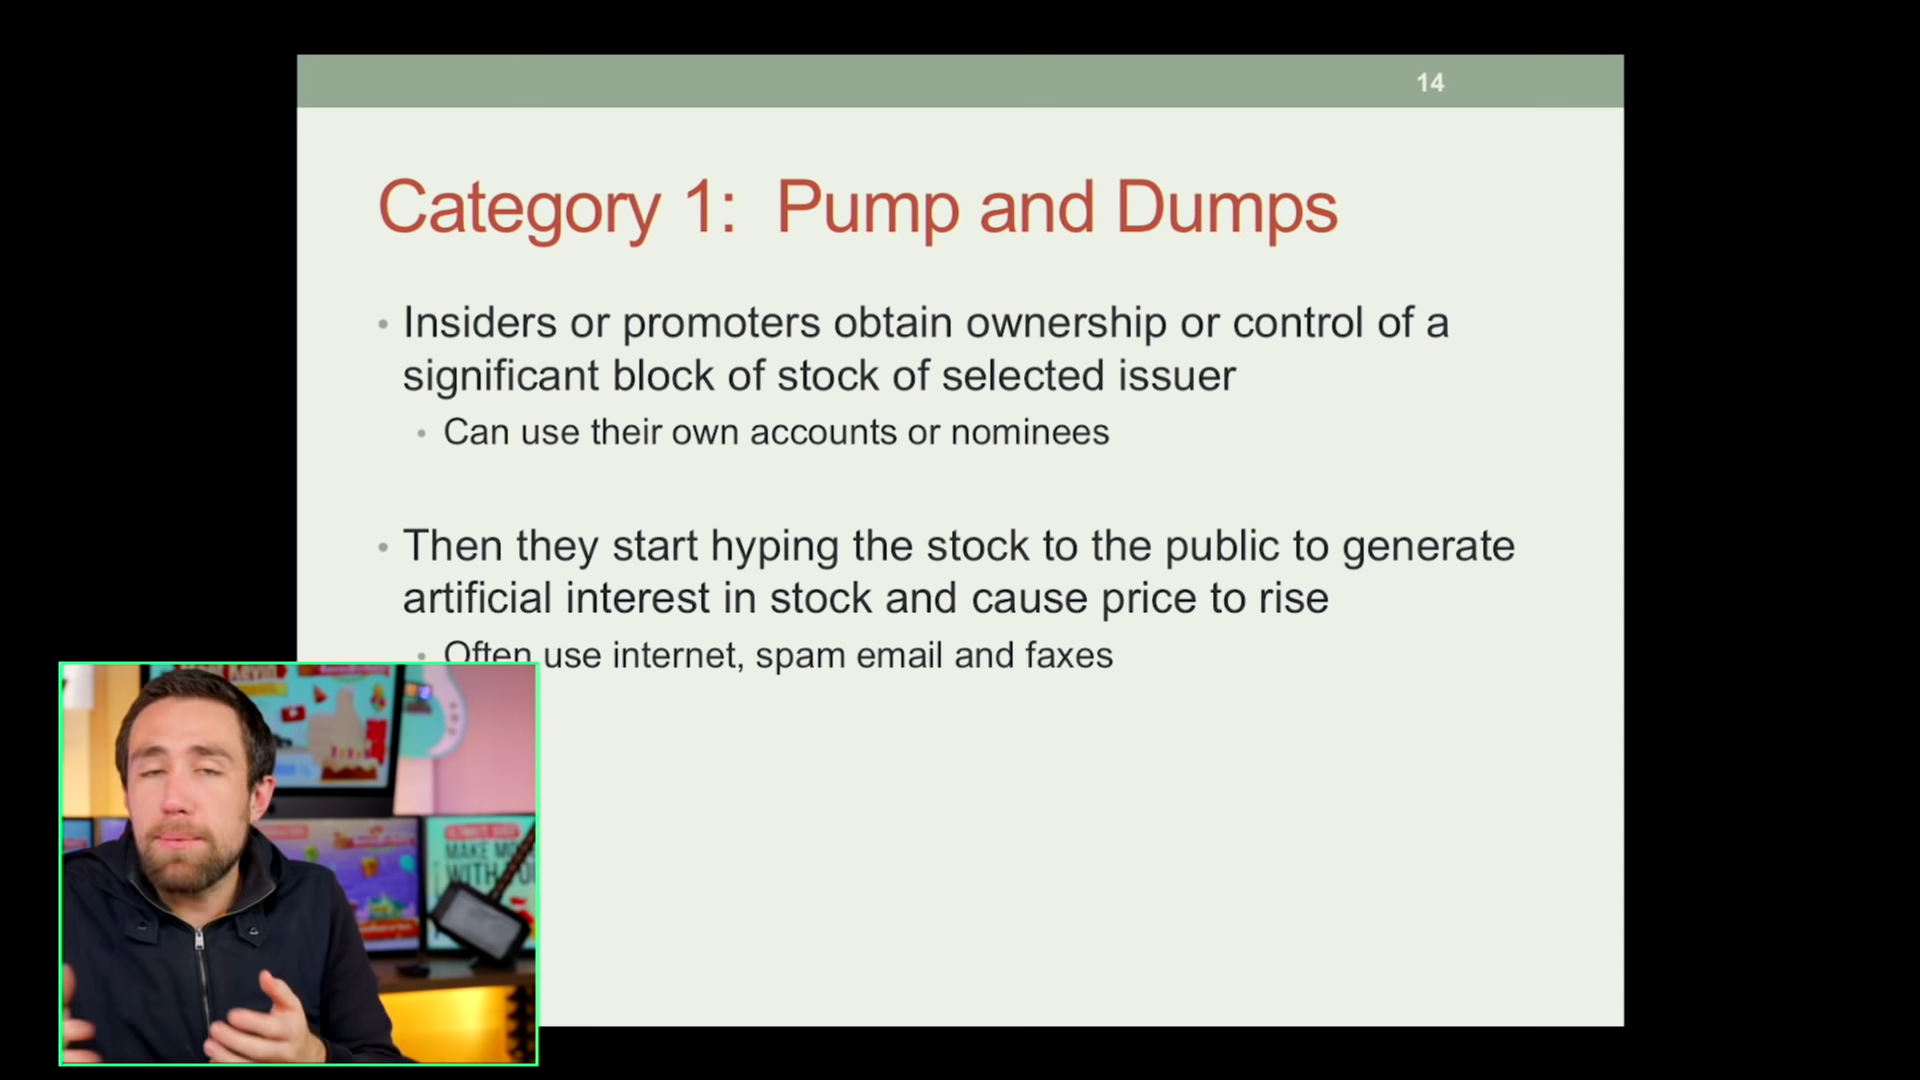 14
Category 1: Pump and Dumps
• Insiders or promoters obtain ownership or control of a
significant block of stock of selected issuer
• Can use their own accounts or nominees
• Then they start hyping the stock to the public to generate
artificial interest in stock and cause price to rise
• Often use internet, spam email and faxes
MAKE
WITH